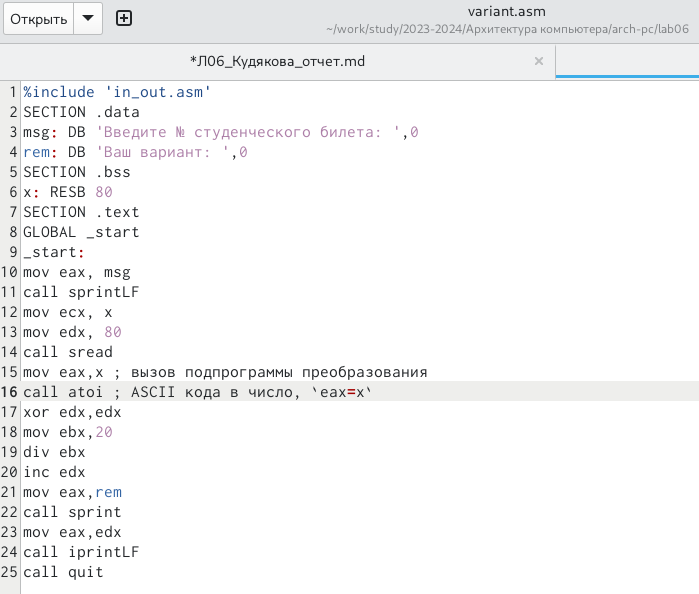 Открыть
variant.asm
~/work/study/2023-2024/Архитектура компьютера/arch-pc/lab06
*Л06_Кудякова_отчет.md ×
1 %include 'in_out.asm'
2 SECTION .data
3 msg: DB 'Введите № студенческого билета: ',0
4 rem: DB 'Ваш вариант: ',0
5 SECTION .bss
6 x: RESB 80
7 SECTION .text
8 GLOBAL _start
9 _start:
10 mov eax, msg
11 call sprintLF
12 mov ecx, x
13 mov edx, 80
14 call sread
15 mov eax,x ; вызов подпрограммы преобразования
16 call atoi ; ASCII кода в число, `eax=x`
17 xor edx,edx
18 mov ebx,20
19 div ebx
20 inc edx
21 mov eax,rem
22 call sprint
23 mov eax,edx
24 call iprintLF
25 call quit